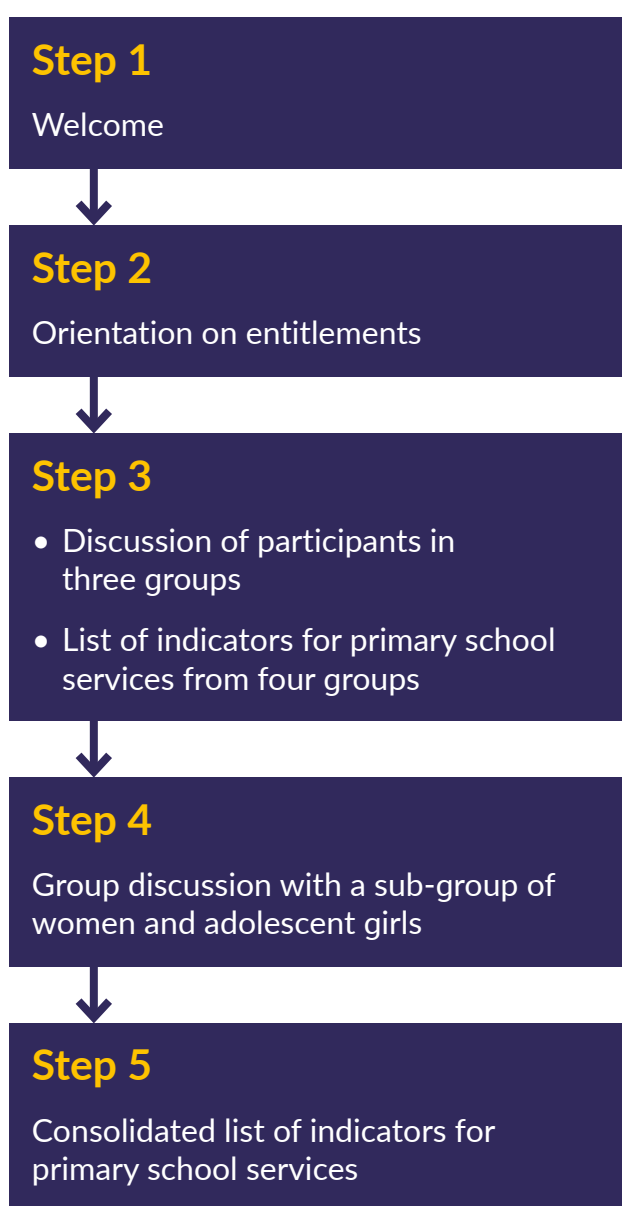 Step 1
Welcome
Step 2
Orientation on entitlements
Step 3
• Discussion of participants in
three groups
• List of indicators for primary school
services from four groups
Step 4
Group discussion with a sub-group of
women and adolescent girls
Step 5
Consolidated list of indicators for
primary school services